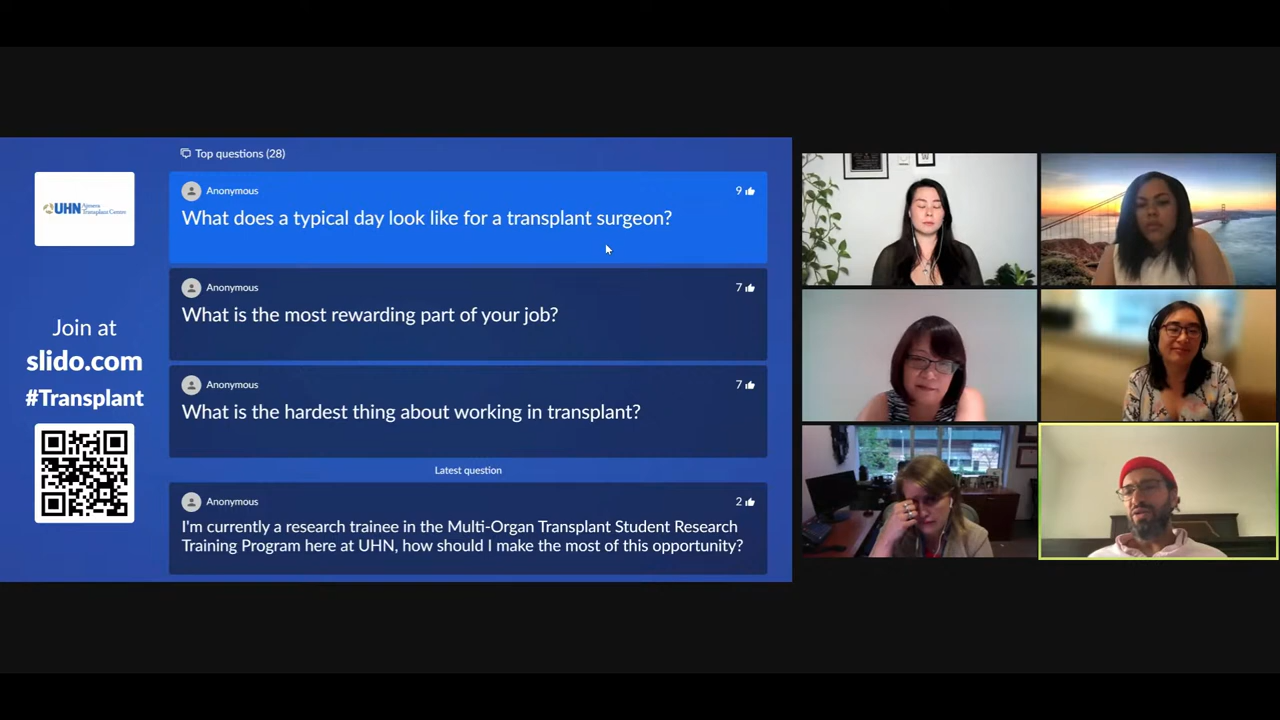 Top questions (28)
UHN Ajmera
Transplant Centre
Anonymous
9
What does a typical day look like for a transplant surgeon?
Anonymous
7
What is the most rewarding part of your job?
Join at
slido.com
#Transplant
Anonymous
7
What is the hardest thing about working in transplant?
Latest question
Anonymous
2
I'm currently a research trainee in the Multi-Organ Transplant Student Research
Training Program here at UHN, how should I make the most of this opportunity?
W